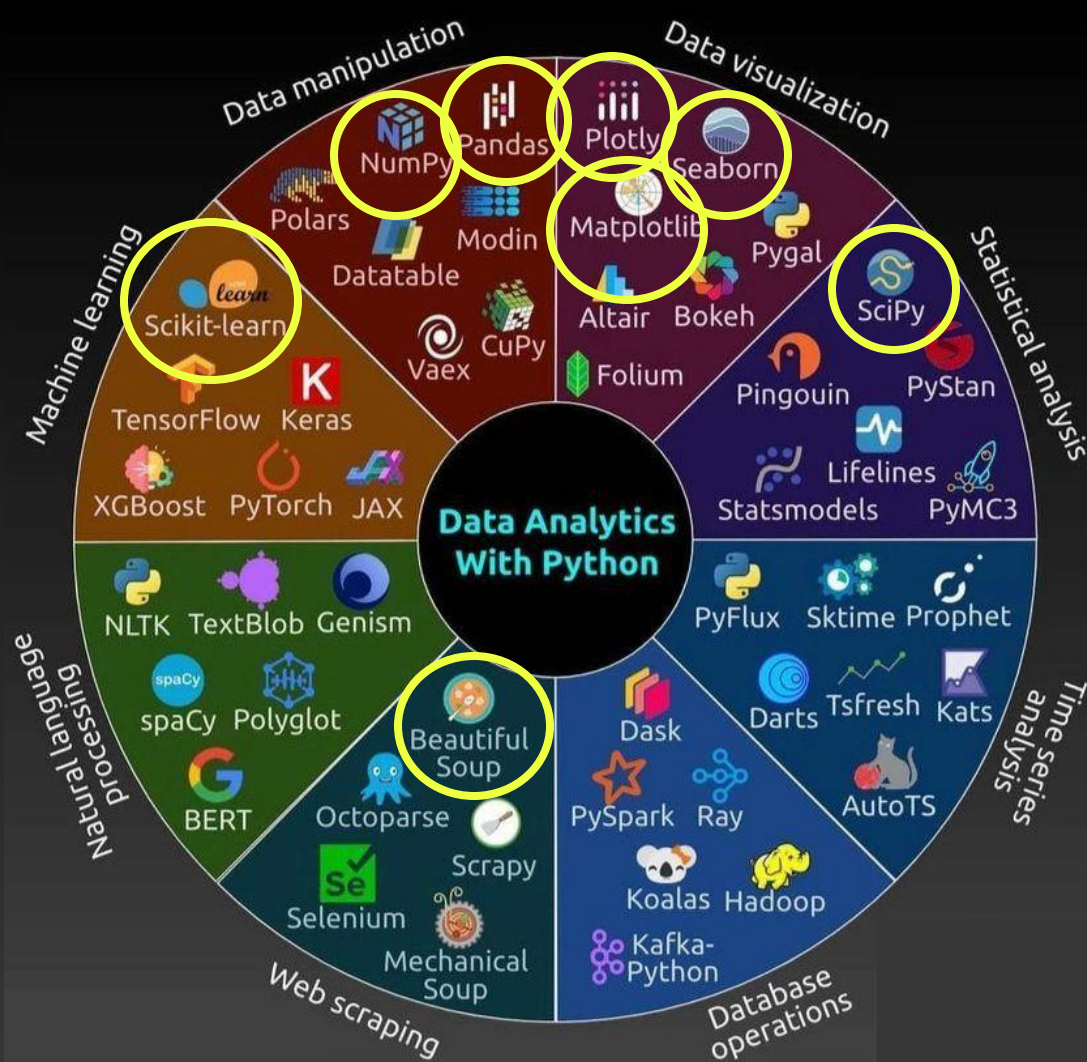 Data manipulation
Data visualization
NumPy
Pandas
Plotly
Seaborn
Polars
Modin
Matplotlib
Pygal
Datatable
Altair
Bokeh
Vaex
CuPy
Folium
Machine learning
learn
Scikit-learn
TensorFlow
K
Keras
XGBoost
PyTorch
JAX
JAX
Statistical analysis
SciPy
Pingouin
PyStan
Lifelines
Statsmodels
PyMC3
Data Analytics
With Python
Natural language
processing
NLTK
TextBlob
Genism
spaCy
spaCy
Polyglot
BERT
Time series
analysis
PyFlux
Sktime
Prophet
Darts
Tsfresh
Kats
AutoTS
Web scraping
Beautiful
Soup
Octoparse
Scrapy
Se
Selenium
Mechanical
Soup
Database
operations
Dask
PySpark
Ray
Koalas
Hadoop
Kafka-
Python